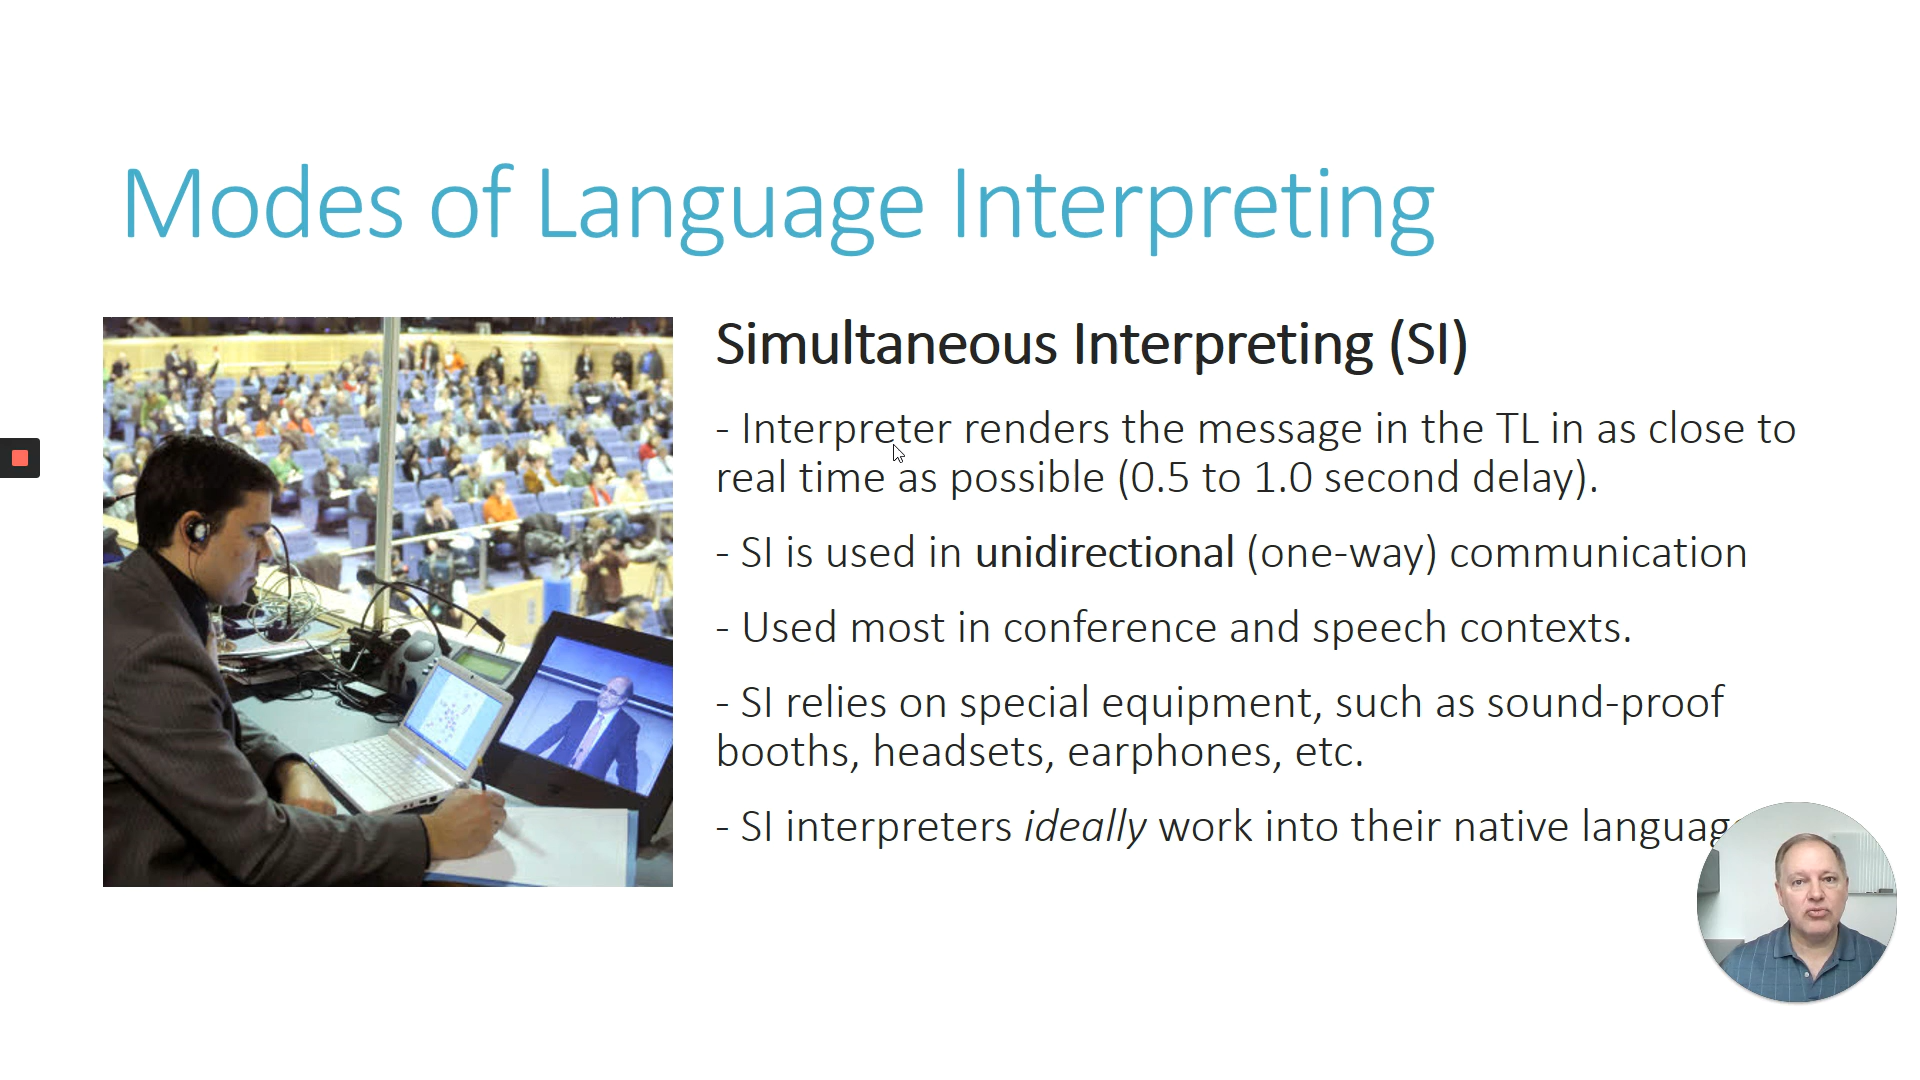 Modes of Language Interpreting
Simultaneous Interpreting (SI)
- Interpreter renders the message in the TL in as close to
real time as possible (0.5 to 1.0 second delay).
- SI is used in unidirectional (one-way) communication
- Used most in conference and speech contexts.
- SI relies on special equipment, such as sound-proof
booths, headsets, earphones, etc.
- SI interpreters ideally work into their native